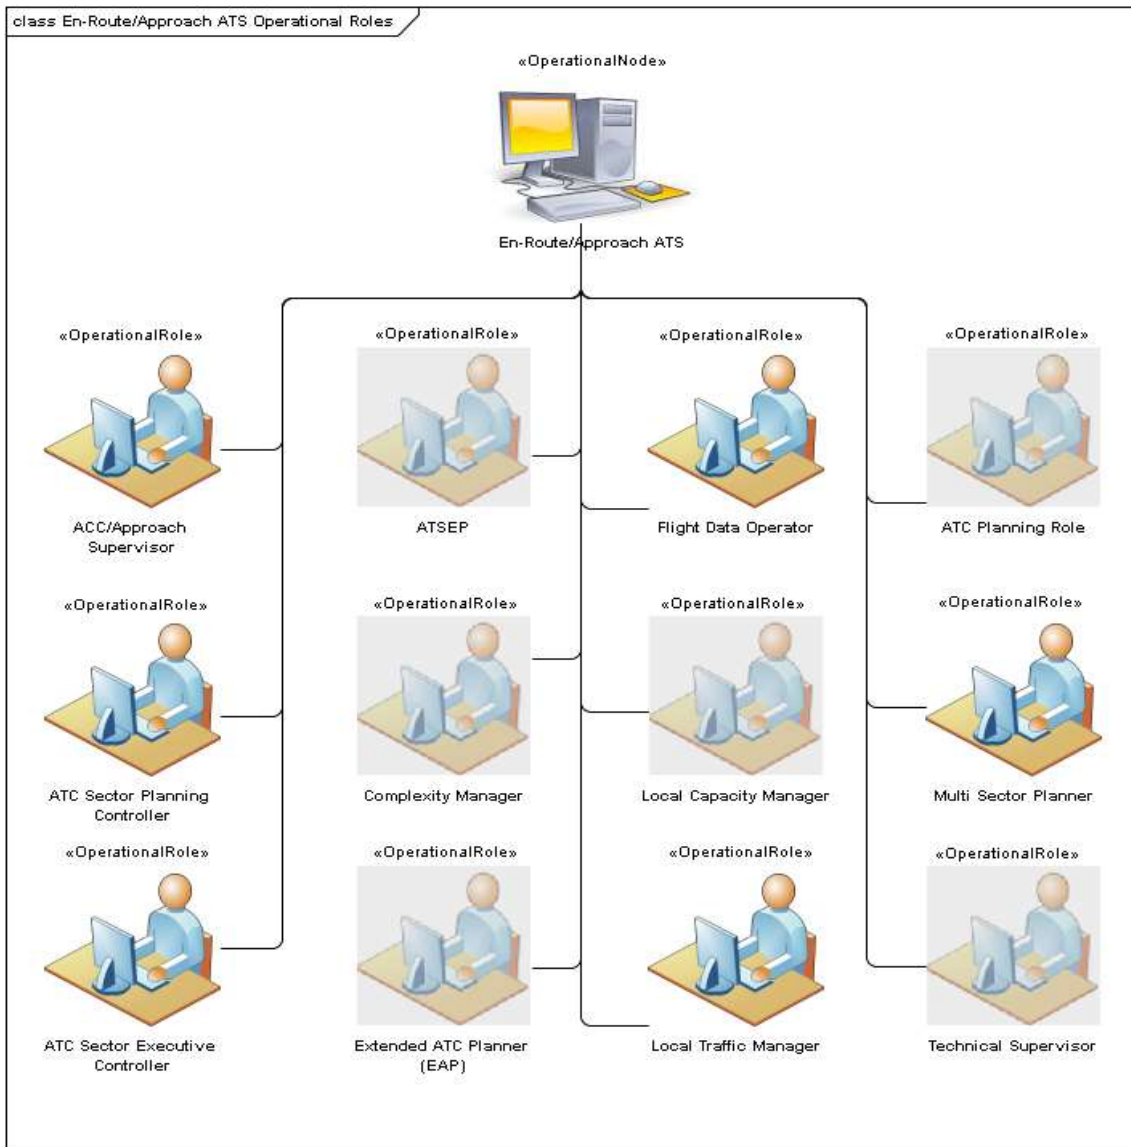 class En-Route/Approach ATS Operational Roles
«OperationalNode»
En-Route/Approach ATS
«OperationalRole»
«OperationalRole»
«OperationalRole»
«OperationalRole»
ACC/Approach
Supervisor
ATSEP
Flight Data Operator
ATC Planning Role
«OperationalRole»
«OperationalRole»
«OperationalRole»
«OperationalRole»
ATC Sector Planning
Controller
Complexity Manager
Local Capacity Manager
Multi Sector Planner
«OperationalRole»
«OperationalRole»
«OperationalRole»
«OperationalRole»
ATC Sector Executive
Controller
Extended ATC Planner
(EAP)
Local Traffic Manager
Technical Supervisor